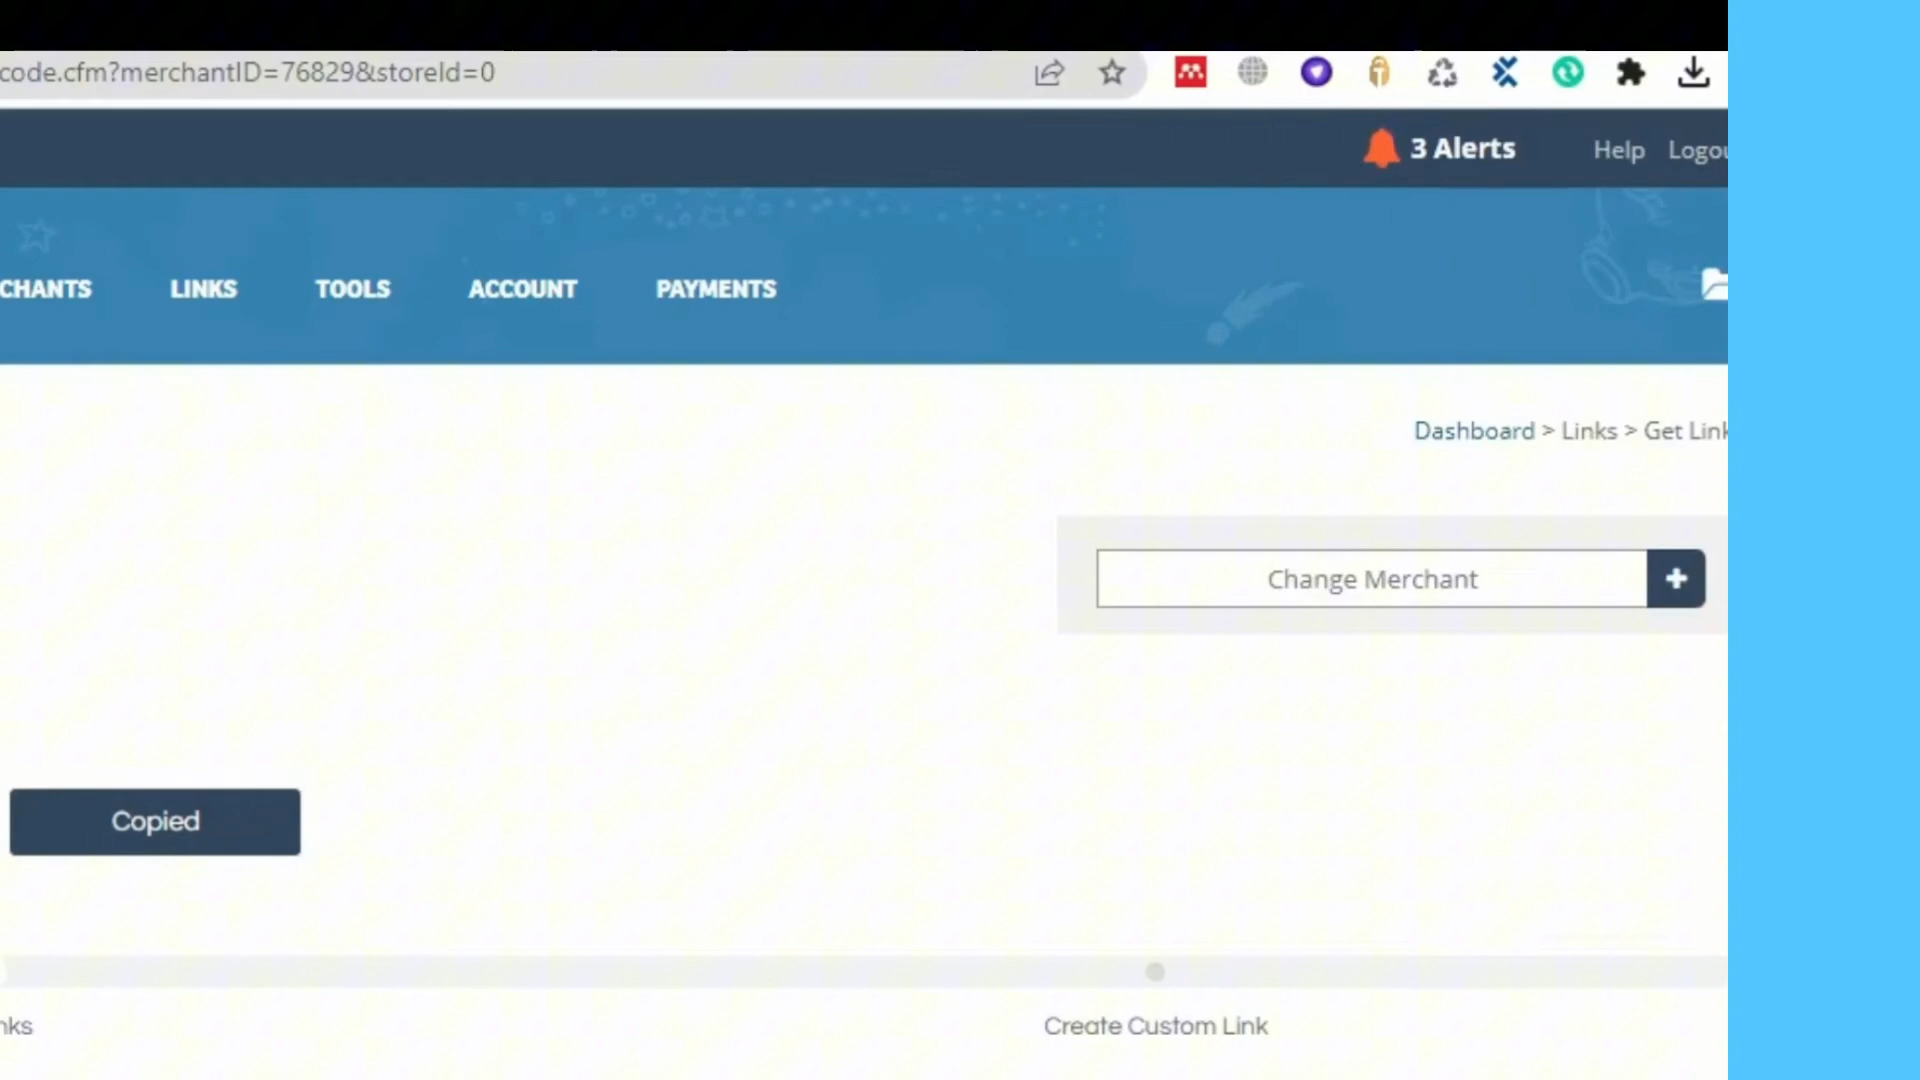 code.cfm?merchantID=76829&storeId=0
3 Alerts Help Logou
CHANTS LINKS TOOLS ACCOUNT PAYMENTS
Dashboard > Links > Get Link
Change Merchant
Copied
nks Create Custom Link